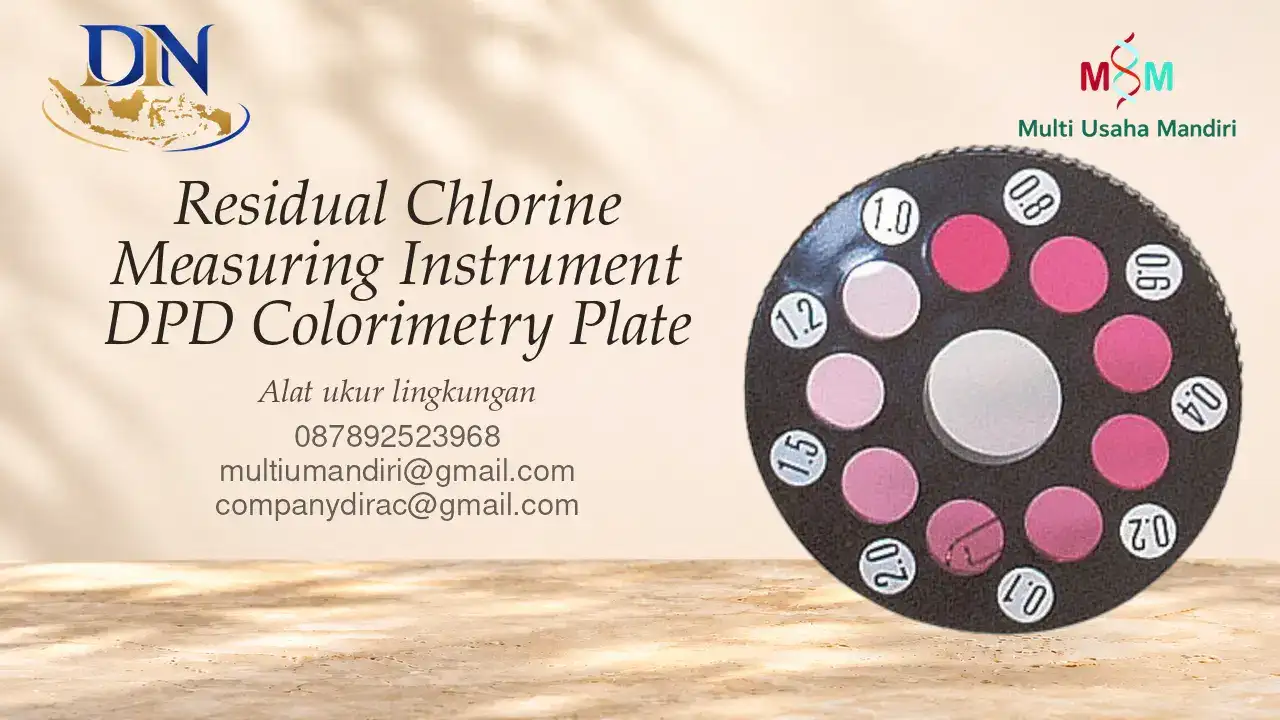 DIN
MSM
Multi Usaha Mandiri
Residual Chlorine
Measuring Instrument
DPD Colorimetry Plate
Alat ukur lingkungan
087892523968
multiumandiri@gmail.com
companydirac@gmail.com
0.8
1.0
0.6
1.2
0.4
1.5
0.2
2.0
0.1